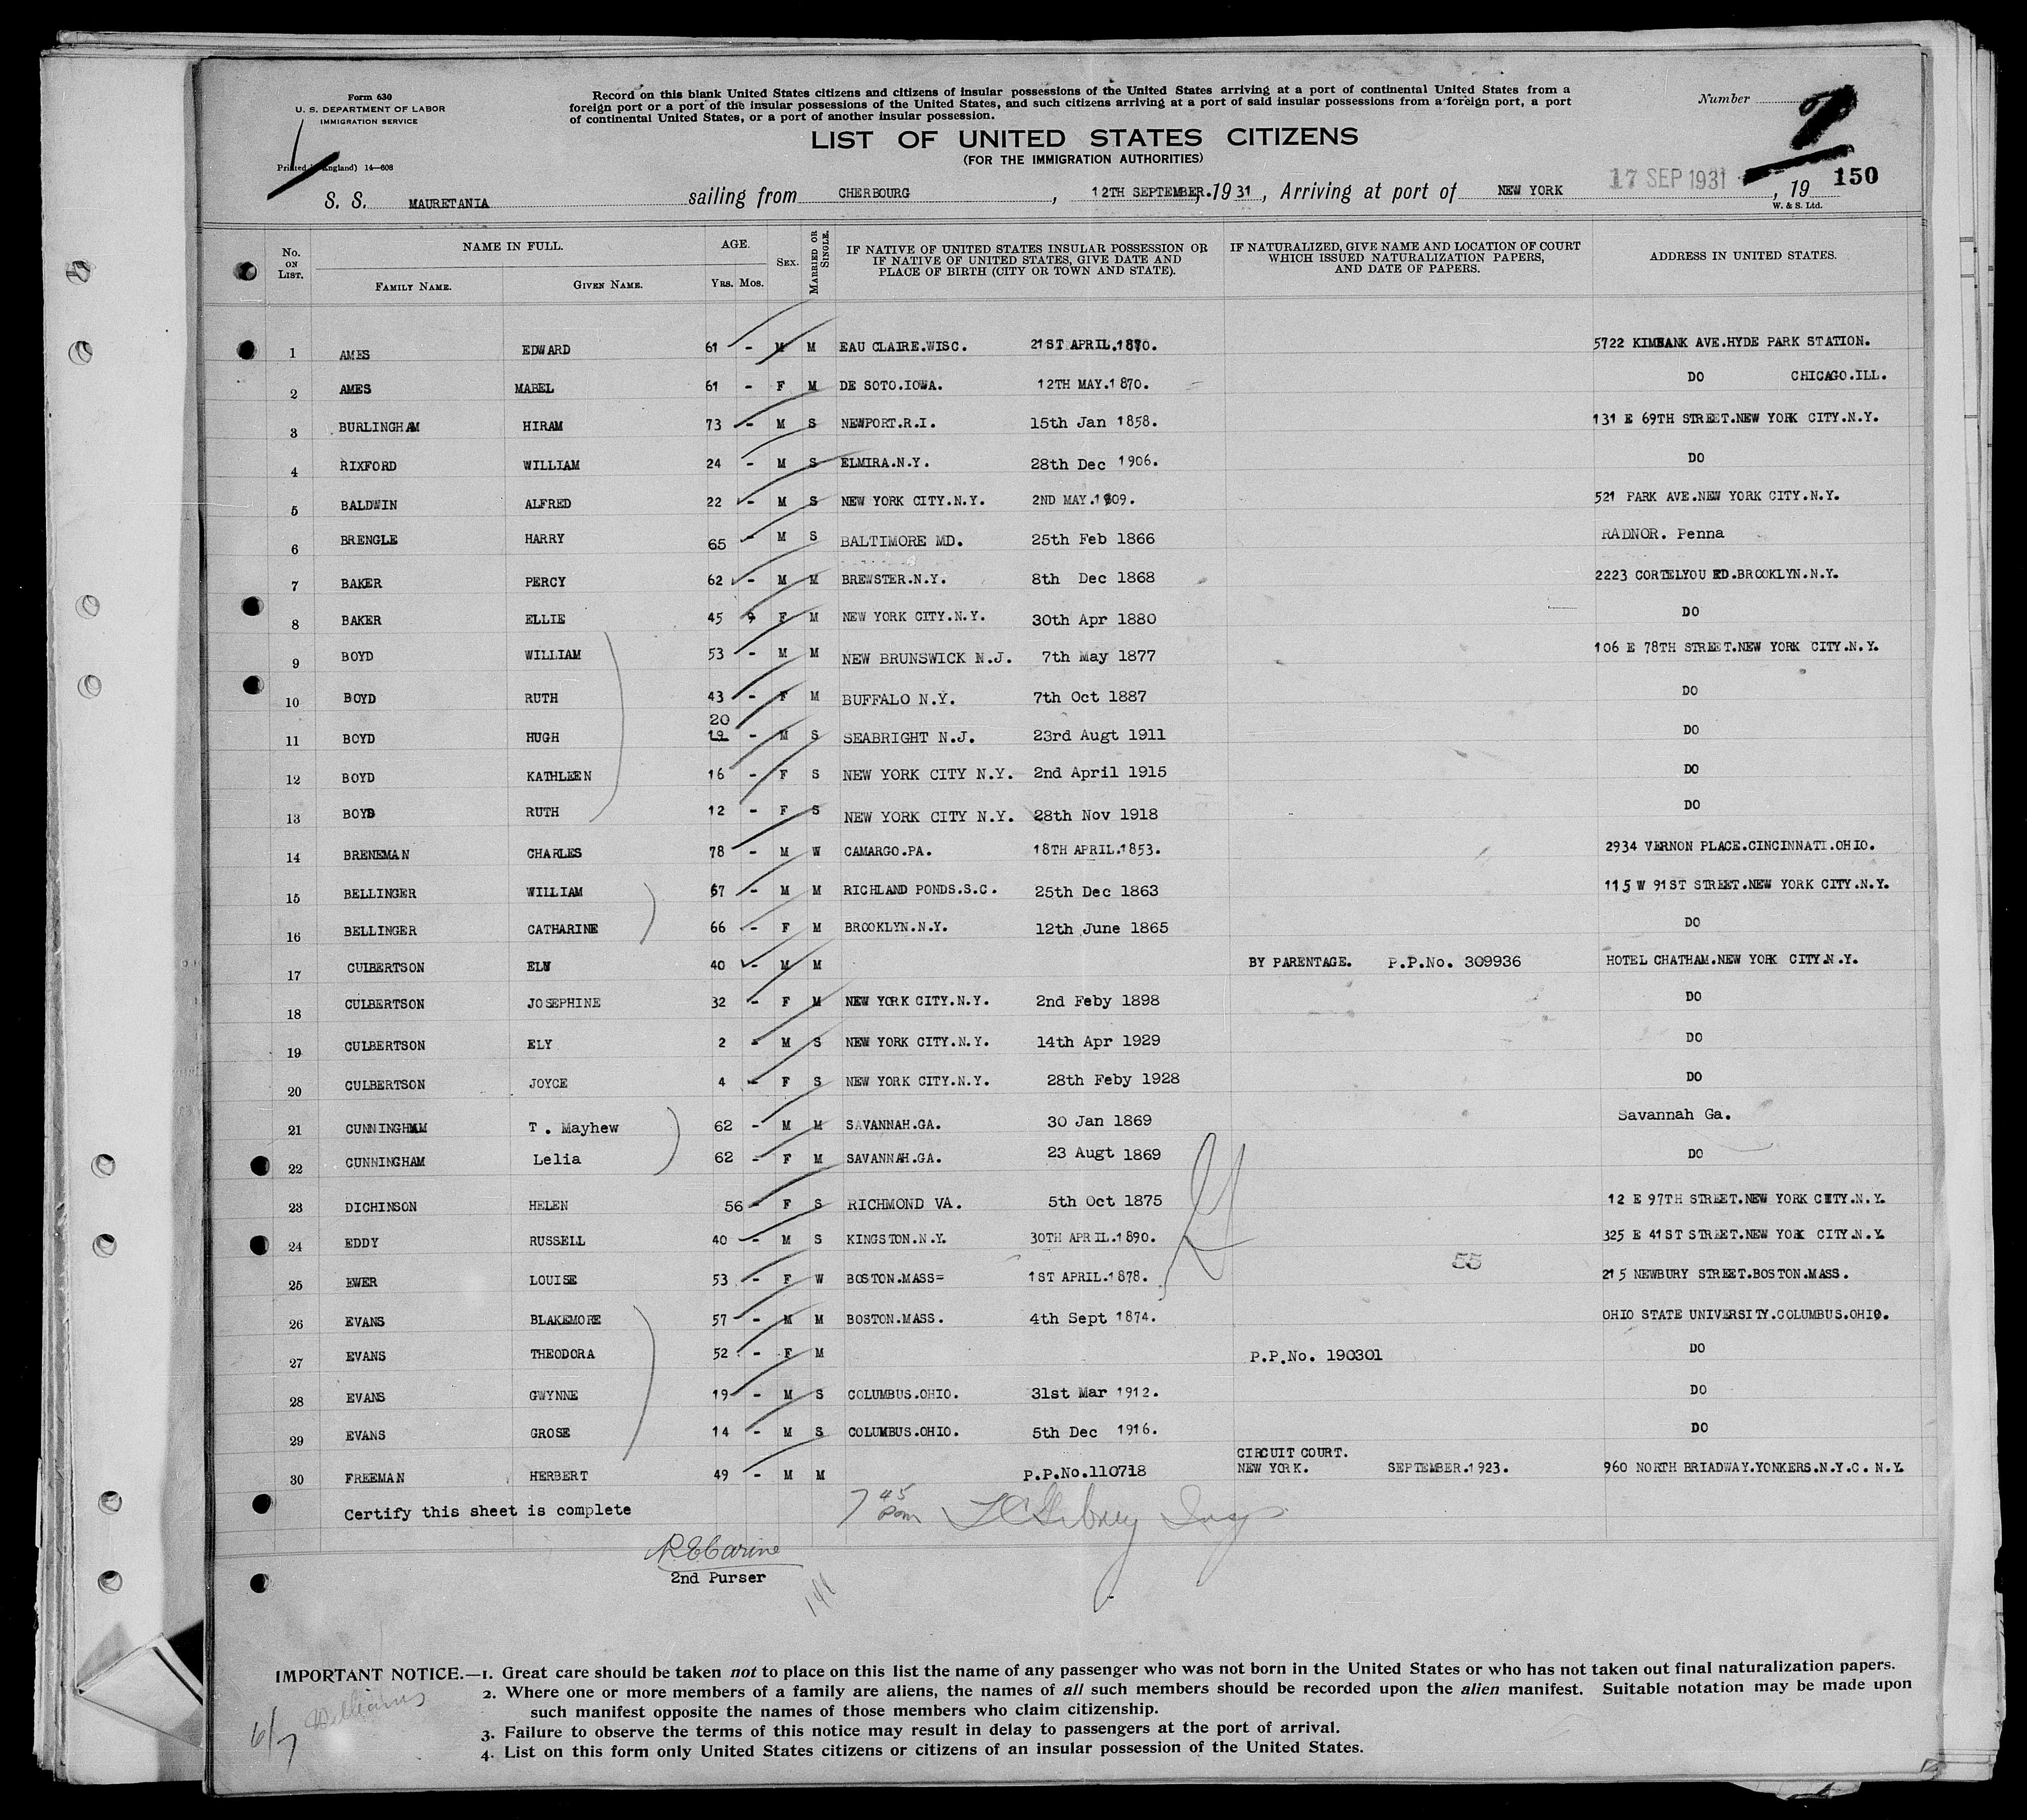 Form 630
U. S. DEPARTMENT OF LABOR
IMMIGRATION SERVICE
Record on this blank United States citizens and citizens of insular possessions of the United States arriving at a port of continental United States from a
foreign port or a port of the insular possessions of the United States, and such citizens arriving at a port of said insular possessions from a foreign port, a port
of continental United States, or a port of another insular possession.
Number
LIST OF UNITED STATES CITIZENS
(FOR THE IMMIGRATION AUTHORITIES)
England) 14—608
S. S. MAURETANIA sailing from CHERBOURG, 12TH SEPTEMBER. 1931, Arriving at port of NEW YORK 17 SEP 1931, 19 150
W. & S. Ltd.
No. ON LIST. NAME IN FULL. FAMILY NAME. GIVEN NAME. AGE. YRS. MOS. SEX. MARRIED OR SINGLE. IF NATIVE OF UNITED STATES INSULAR POSSESSION OR IF NATIVE OF UNITED STATES, GIVE DATE AND PLACE OF BIRTH (CITY OR TOWN AND STATE). IF NATURALIZED, GIVE NAME AND LOCATION OF COURT WHICH ISSUED NATURALIZATION PAPERS, AND DATE OF PAPERS. ADDRESS IN UNITED STATES.
1 AMES EDWARD 61 - M M EAU CLAIRE.WISC. 21ST APRIL.1870. 5722 KIMBANK AVE.HYDE PARK STATION.
2 AMES MABEL 61 - F M DE SOTO.IOWA. 12TH MAY.1870. DO CHICAGO.ILL.
3 BURLINGHAM HIRAM 73 - M S NEWPORT.R.I. 15th Jan 1858. 131 E 69TH STREET.NEW YORK CITY.N.Y.
4 RIXFORD WILLIAM 24 - M S ELMIRA.N.Y. 28th Dec 1906. DO
5 BALDWIN ALFRED 22 - M S NEW YORK CITY.N.Y. 2ND MAY.1909. 521 PARK AVE.NEW YORK CITY.N.Y.
6 BRENGLE HARRY 65 - M S BALTIMORE MD. 25th Feb 1866 RADNOR. Penna
7 BAKER PERCY 62 - M M BREWSTER.N.Y. 8th Dec 1868 2223 CORTELYOU RD.BROOKLYN.N.Y.
8 BAKER ELLIE 45 9 F M NEW YORK CITY.N.Y. 30th Apr 1880 DO
9 BOYD WILLIAM 53 - M M NEW BRUNSWICK N.J. 7th May 1877 106 E 78TH STREET.NEW YORK CITY.N.Y.
10 BOYD RUTH 43 - F M BUFFALO N.Y. 7th Oct 1887 DO
20
11 BOYD HUGH 19 - M S SEABRIGHT N.J. 23rd Augt 1911 DO
12 BOYD KATHLEEN 16 - F S NEW YORK CITY N.Y. 2nd April 1915 DO
13 BOYD RUTH 12 - F S NEW YORK CITY N.Y. 28th Nov 1918 DO
14 BRENEMAN CHARLES 78 - M W CAMARGO.PA. 18TH APRIL.1853. 2934 VERNON PLACE.CINCINNATI.OHIO.
15 BELLINGER WILLIAM 67 - M M RICHLAND PONDS.S.C. 25th Dec 1863 115 W 91ST STREET.NEW YORK CITY.N.Y.
16 BELLINGER CATHARINE 66 - F M BROOKLYN.N.Y. 12th June 1865 DO
17 CULBERTSON ELY 40 - M M BY PARENTAGE. P.P.No. 309936 HOTEL CHATHAM.NEW YORK CITY.N.Y.
18 CULBERTSON JOSEPHINE 32 - F M NEW YORK CITY.N.Y. 2nd Feby 1898 DO
19 CULBERTSON ELY 2 - M S NEW YORK CITY.N.Y. 14th Apr 1929 DO
20 CULBERTSON JOYCE 4 - F S NEW YORK CITY.N.Y. 28th Feby 1928 DO
21 CUNNINGHAM T. Mayhew 62 - M M SAVANNAH.GA. 30 Jan 1869 Savannah Ga.
22 CUNNINGHAM Lelia 62 - F M SAVANNAH.GA. 23 Augt 1869 DO
23 DICHINSON HELEN 56 - F S RICHMOND VA. 5th Oct 1875 12 E 97TH STREET.NEW YORK CITY.N.Y.
24 EDDY RUSSELL 40 - M S KINGSTON.N.Y. 30TH APRIL.1890. 325 E 41ST STREET.NEW YORK CITY.N.Y.
55
25 EWER LOUISE 53 - F W BOSTON.MASS= 1ST APRIL.1878. 215 NEWBURY STREET.BOSTON.MASS.
26 EVANS BLAKEMORE 57 - M M BOSTON.MASS. 4th Sept 1874. OHIO STATE UNIVERSITY.COLUMBUS.OHIO.
27 EVANS THEODORA 52 - F M P.P.No. 190301 DO
28 EVANS GWYNNE 19 - M S COLUMBUS.OHIO. 31st Mar 1912. DO
29 EVANS GROSE 14 - M S COLUMBUS.OHIO. 5th Dec 1916. DO
30 FREEMAN HERBERT 49 - M M P.P.No.110718 CIRCUIT COURT. NEW YORK. SEPTEMBER.1923. 960 NORTH BRIADWAY.YONKERS.N.Y.C. N.Y.
Certify this sheet is complete
7 45 pm
2nd Purser
141
IMPORTANT NOTICE.—1. Great care should be taken not to place on this list the name of any passenger who was not born in the United States or who has not taken out final naturalization papers.
2. Where one or more members of a family are aliens, the names of all such members should be recorded upon the alien manifest. Suitable notation may be made upon
such manifest opposite the names of those members who claim citizenship.
3. Failure to observe the terms of this notice may result in delay to passengers at the port of arrival.
4. List on this form only United States citizens or citizens of an insular possession of the United States.
6/7 Williams